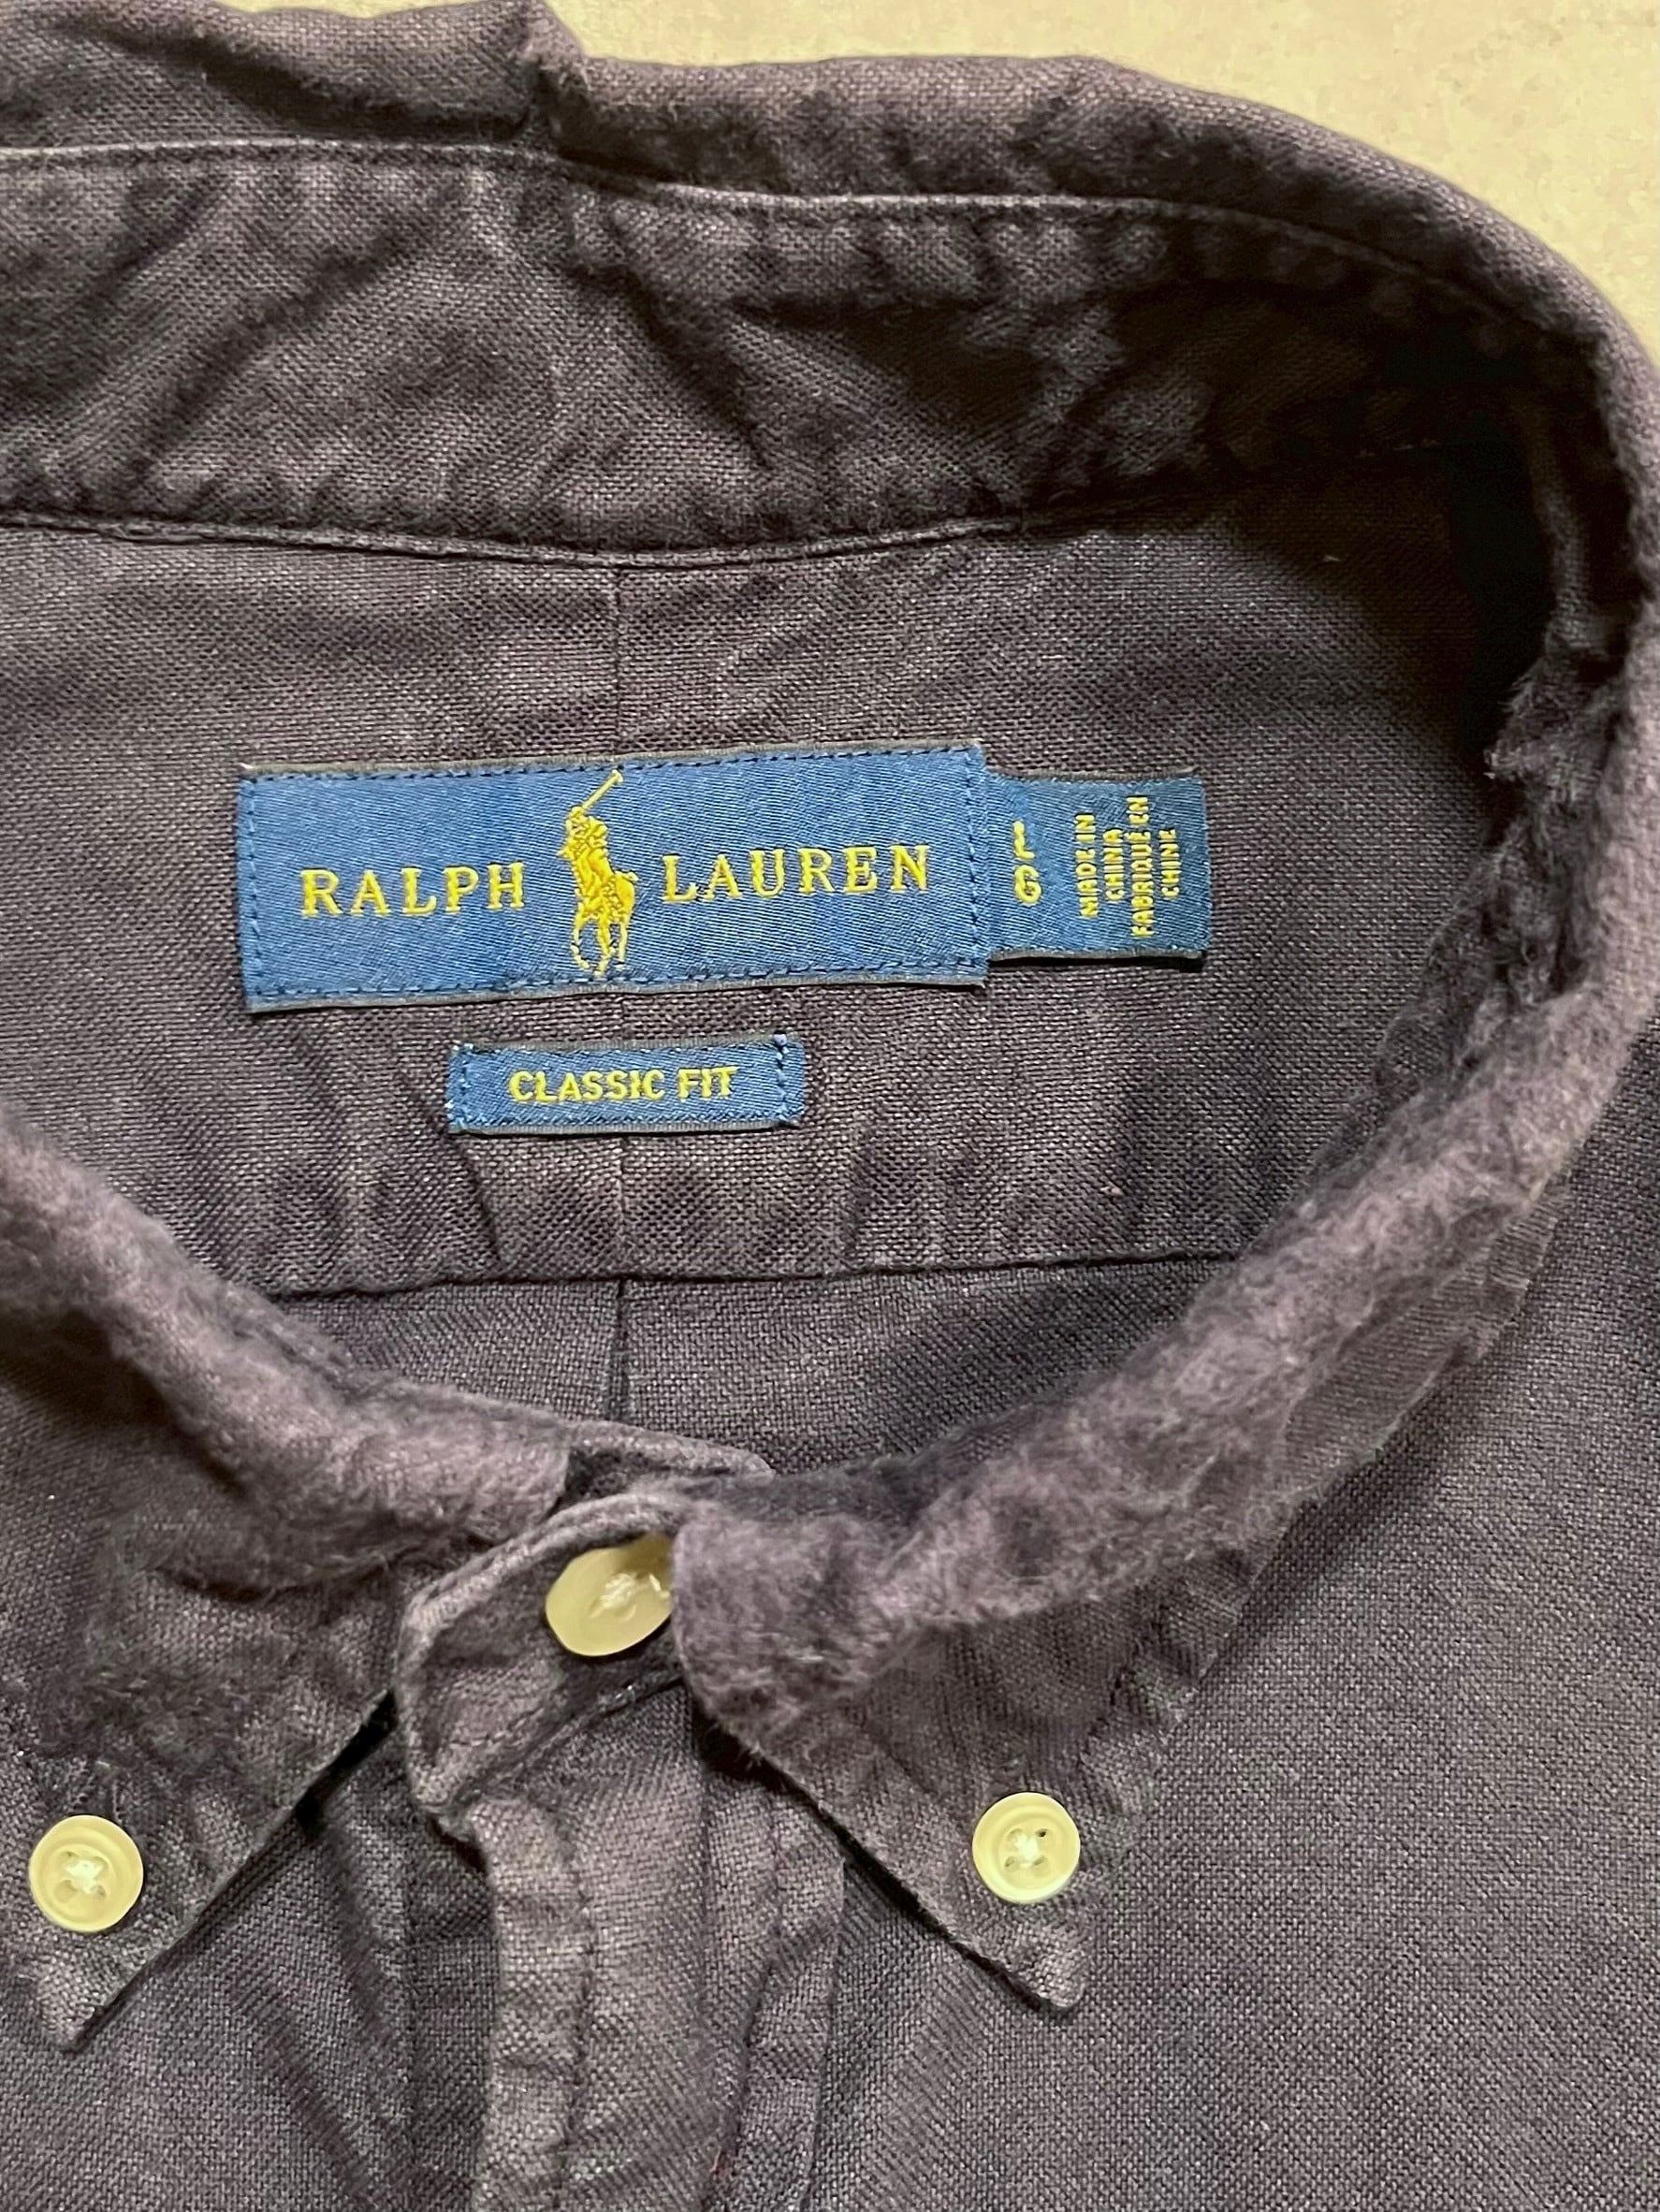 RALPH LAUREN
L
G
MADE IN
CHINA
FABRIQUÉ EN
CHINE
CLASSIC FIT